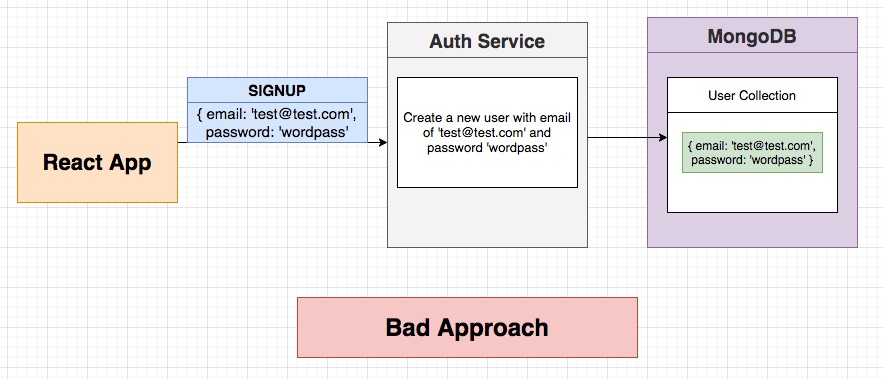 Auth Service
MongoDB
SIGNUP
{ email: 'test@test.com',
password: 'wordpass'
React App
Create a new user with email
of 'test@test.com' and
password 'wordpass'
User Collection
{ email: 'test@test.com',
password: 'wordpass' }
Bad Approach